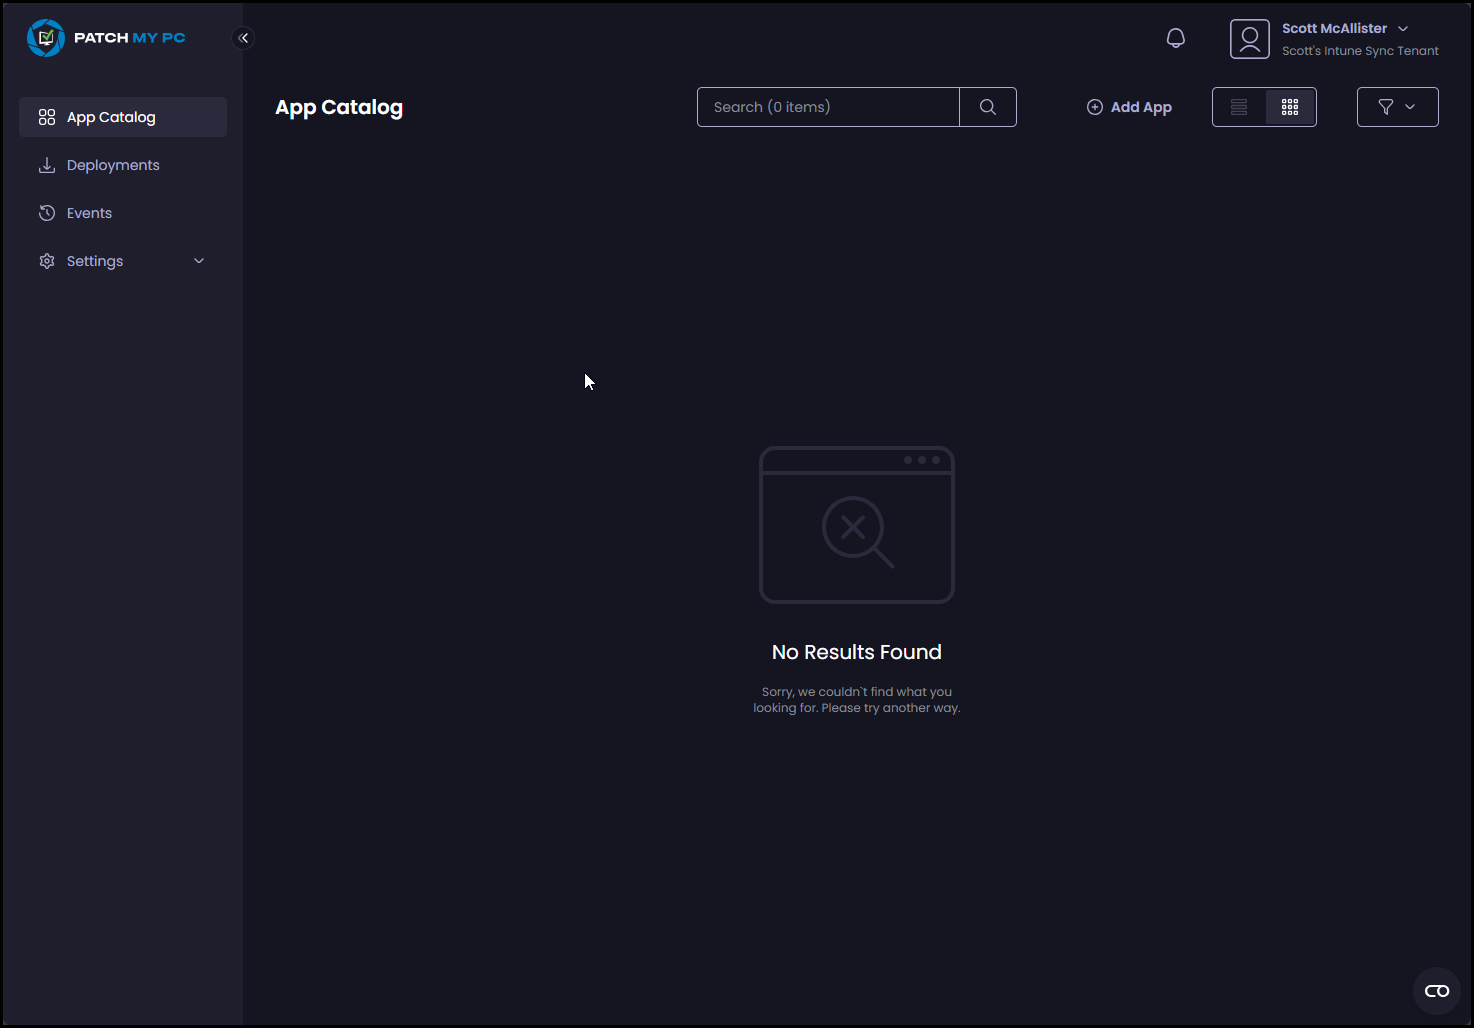 PATCH MY PC
Scott McAllister
Scott's Intune Sync Tenant
App Catalog
Deployments
Events
Settings
App Catalog
Search (0 items)
Add App
No Results Found
Sorry, we couldn`t find what you
looking for. Please try another way.